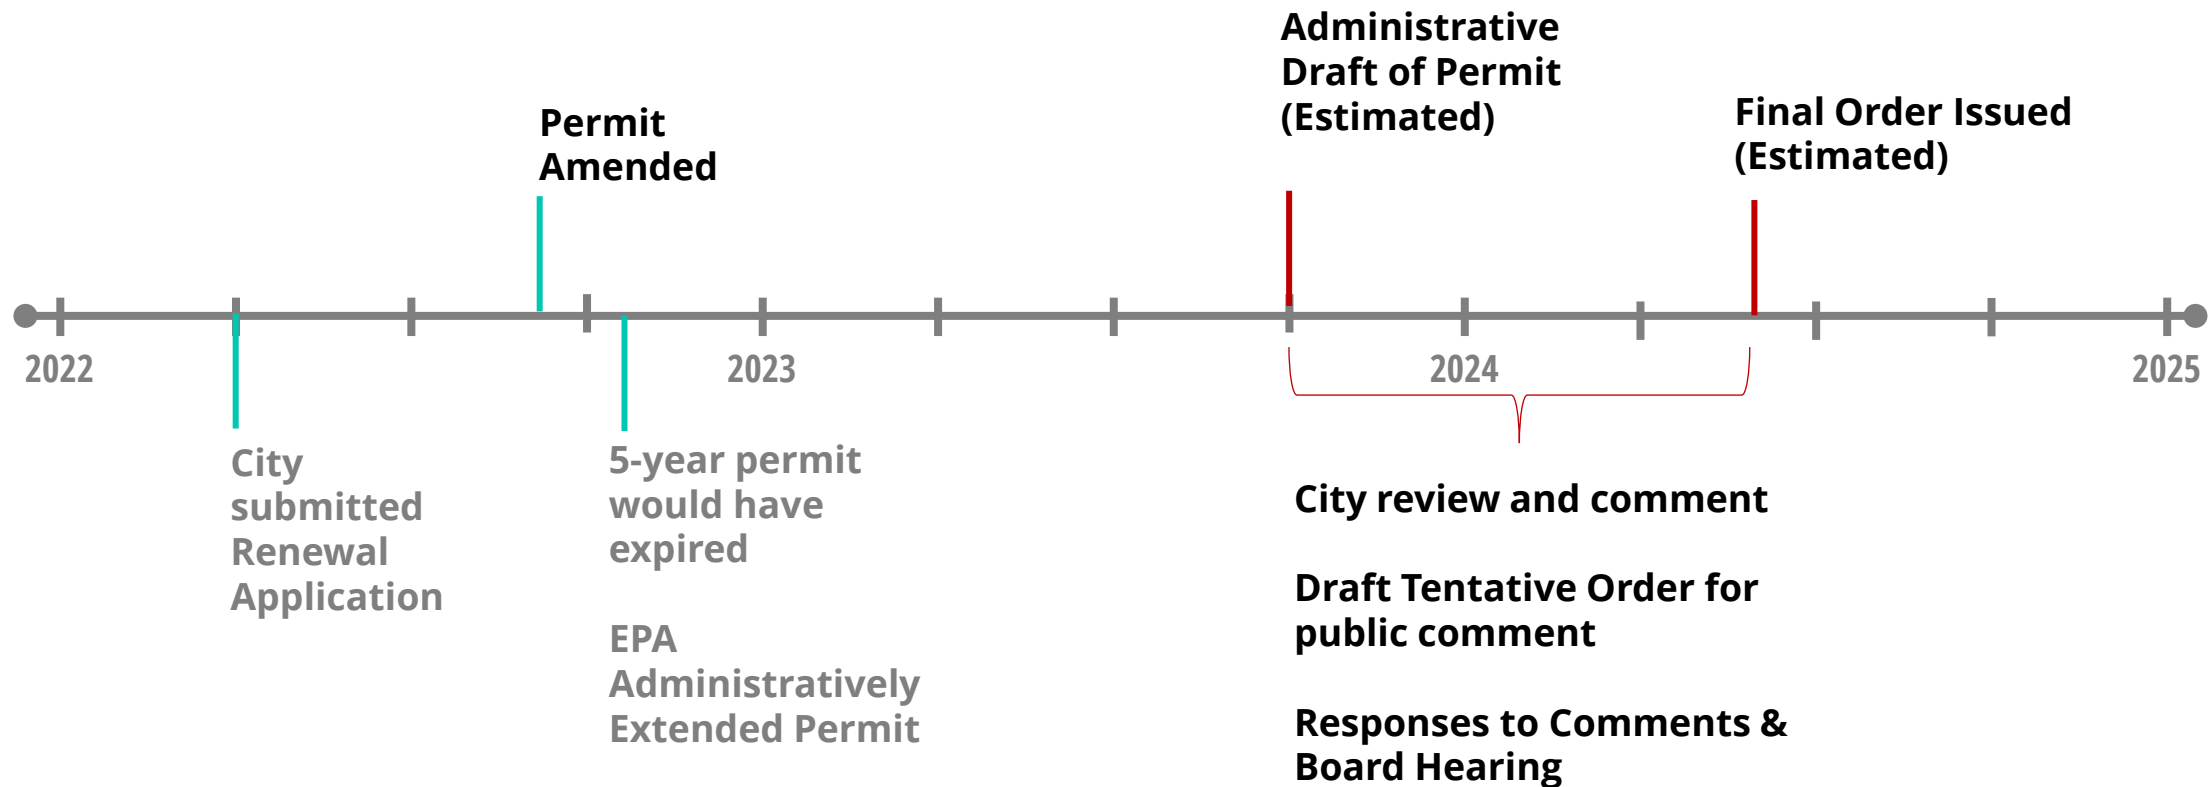 Administrative
Draft of Permit
(Estimated)
Permit
Amended
Final Order Issued
(Estimated)
2022
2023
2024
2025
City
submitted
Renewal
Application
5-year permit
would have
expired
EPA
Administratively
Extended Permit
City review and comment
Draft Tentative Order for
public comment
Responses to Comments &
Board Hearing